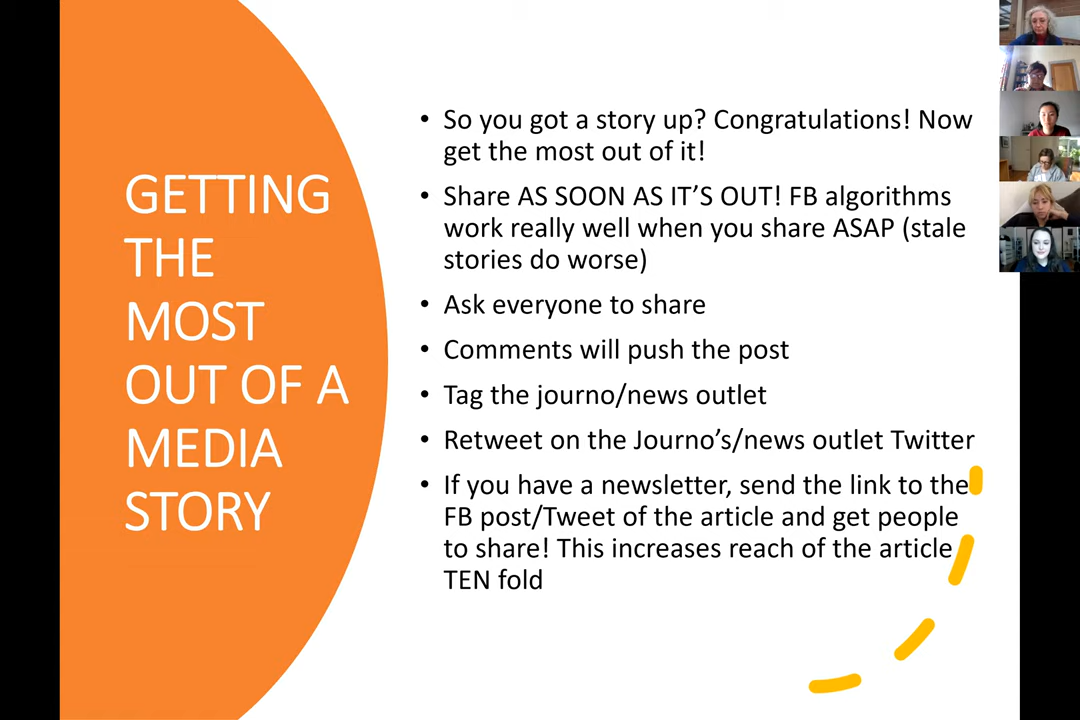 GETTING
THE
MOST
OUT OF A
MEDIA
STORY
• So you got a story up? Congratulations! Now
get the most out of it!
• Share AS SOON AS IT’S OUT! FB algorithms
work really well when you share ASAP (stale
stories do worse)
• Ask everyone to share
• Comments will push the post
• Tag the journo/news outlet
• Retweet on the Journo’s/news outlet Twitter
• If you have a newsletter, send the link to the
FB post/Tweet of the article and get people
to share! This increases reach of the article
TEN fold